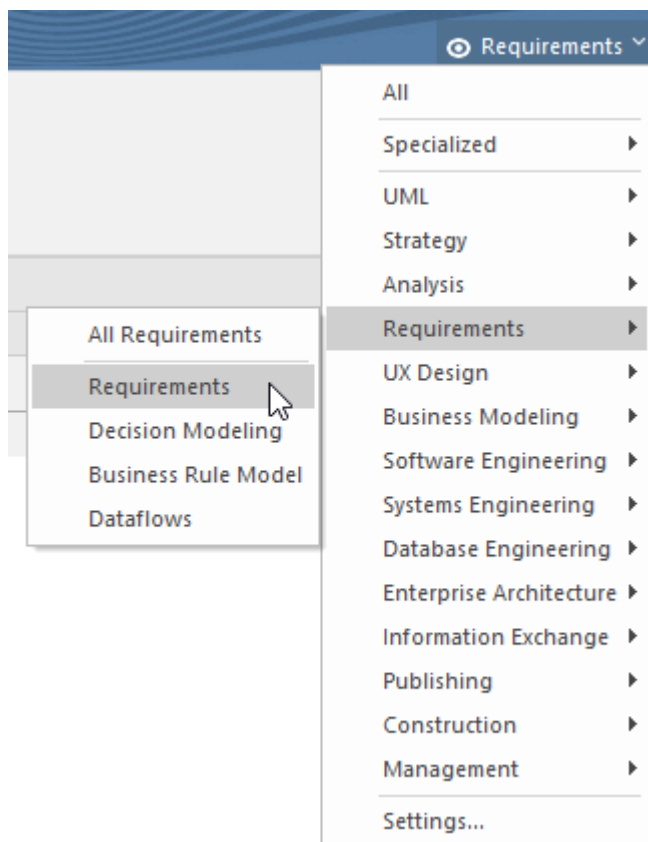 Requirements
All
Specialized
UML
Strategy
Analysis
Requirements
UX Design
Business Modeling
Software Engineering
Systems Engineering
Database Engineering
Enterprise Architecture
Information Exchange
Publishing
Construction
Management
Settings...
All Requirements
Requirements
Decision Modeling
Business Rule Model
Dataflows